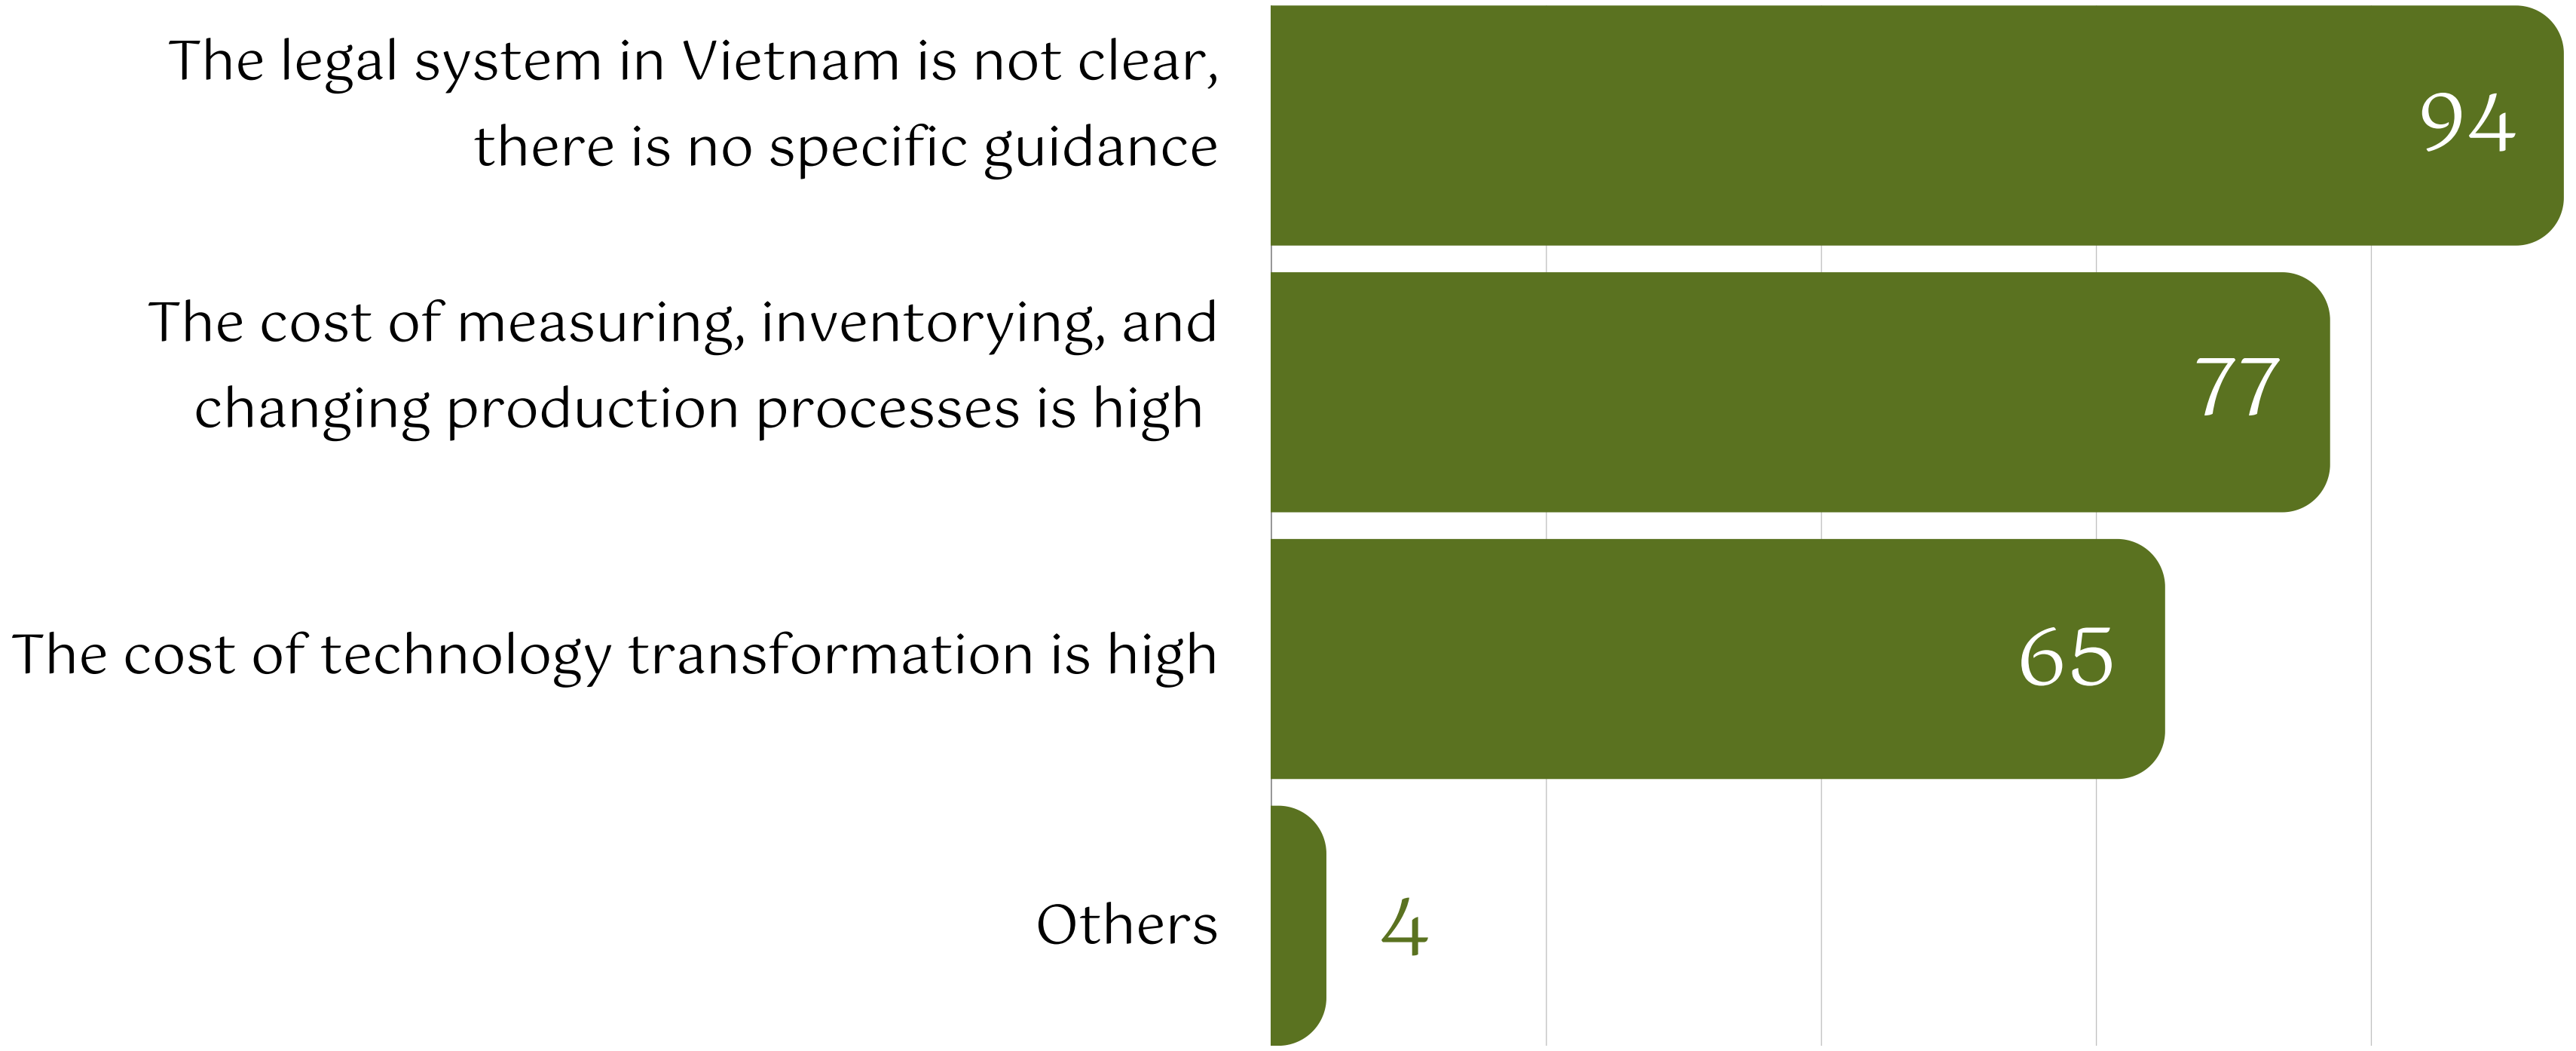 The legal system in Vietnam is not clear,
there is no specific guidance
94
The cost of measuring, inventorying, and
changing production processes is high
77
The cost of technology transformation is high
65
Others
4